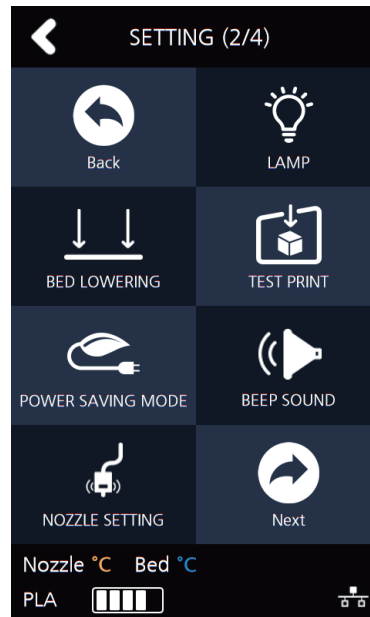 SETTING (2/4)
Back
LAMP
BED LOWERING
TEST PRINT
POWER SAVING MODE
BEEP SOUND
NOZZLE SETTING
Next
Nozzle °C Bed °C
PLA